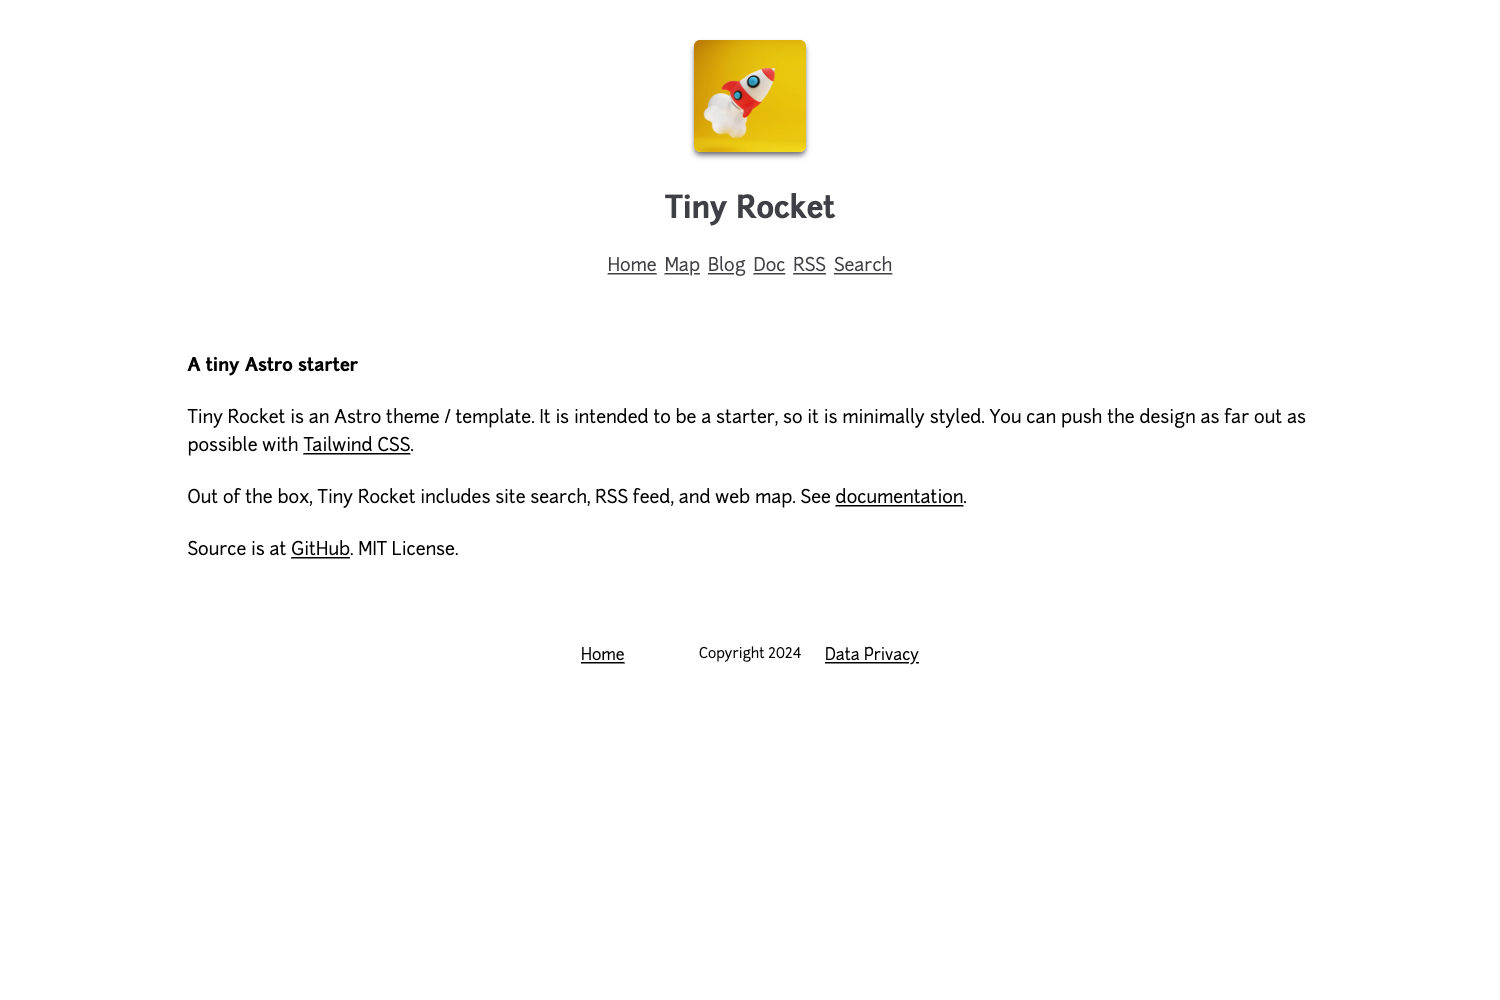 Tiny Rocket
Home Map Blog Doc RSS Search
A tiny Astro starter
Tiny Rocket is an Astro theme / template. It is intended to be a starter, so it is minimally styled. You can push the design as far out as
possible with Tailwind CSS.
Out of the box, Tiny Rocket includes site search, RSS feed, and web map. See documentation.
Source is at GitHub. MIT License.
Home Copyright 2024 Data Privacy